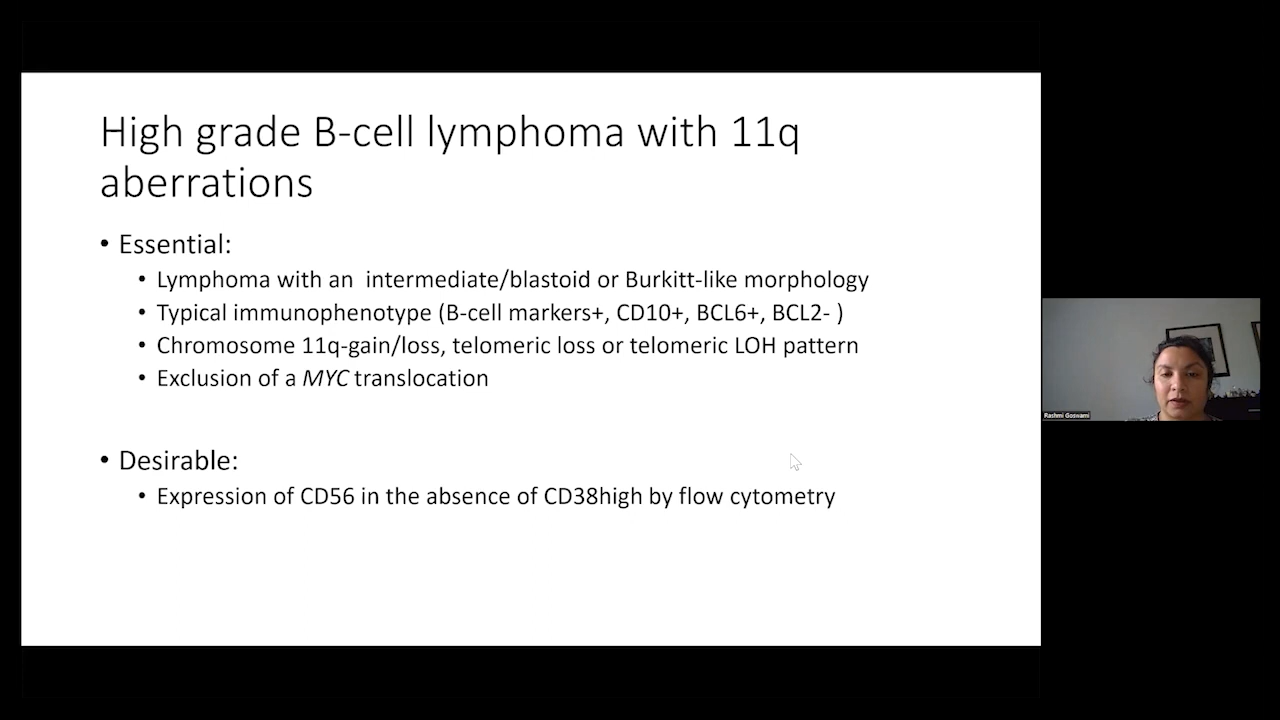 High grade B-cell lymphoma with 11q
aberrations
• Essential:
• Lymphoma with an  intermediate/blastoid or Burkitt-like morphology
• Typical immunophenotype (B-cell markers+, CD10+, BCL6+, BCL2- )
• Chromosome 11q-gain/loss, telomeric loss or telomeric LOH pattern
• Exclusion of a MYC translocation
• Desirable:
• Expression of CD56 in the absence of CD38high by flow cytometry
Rashmi Goswami